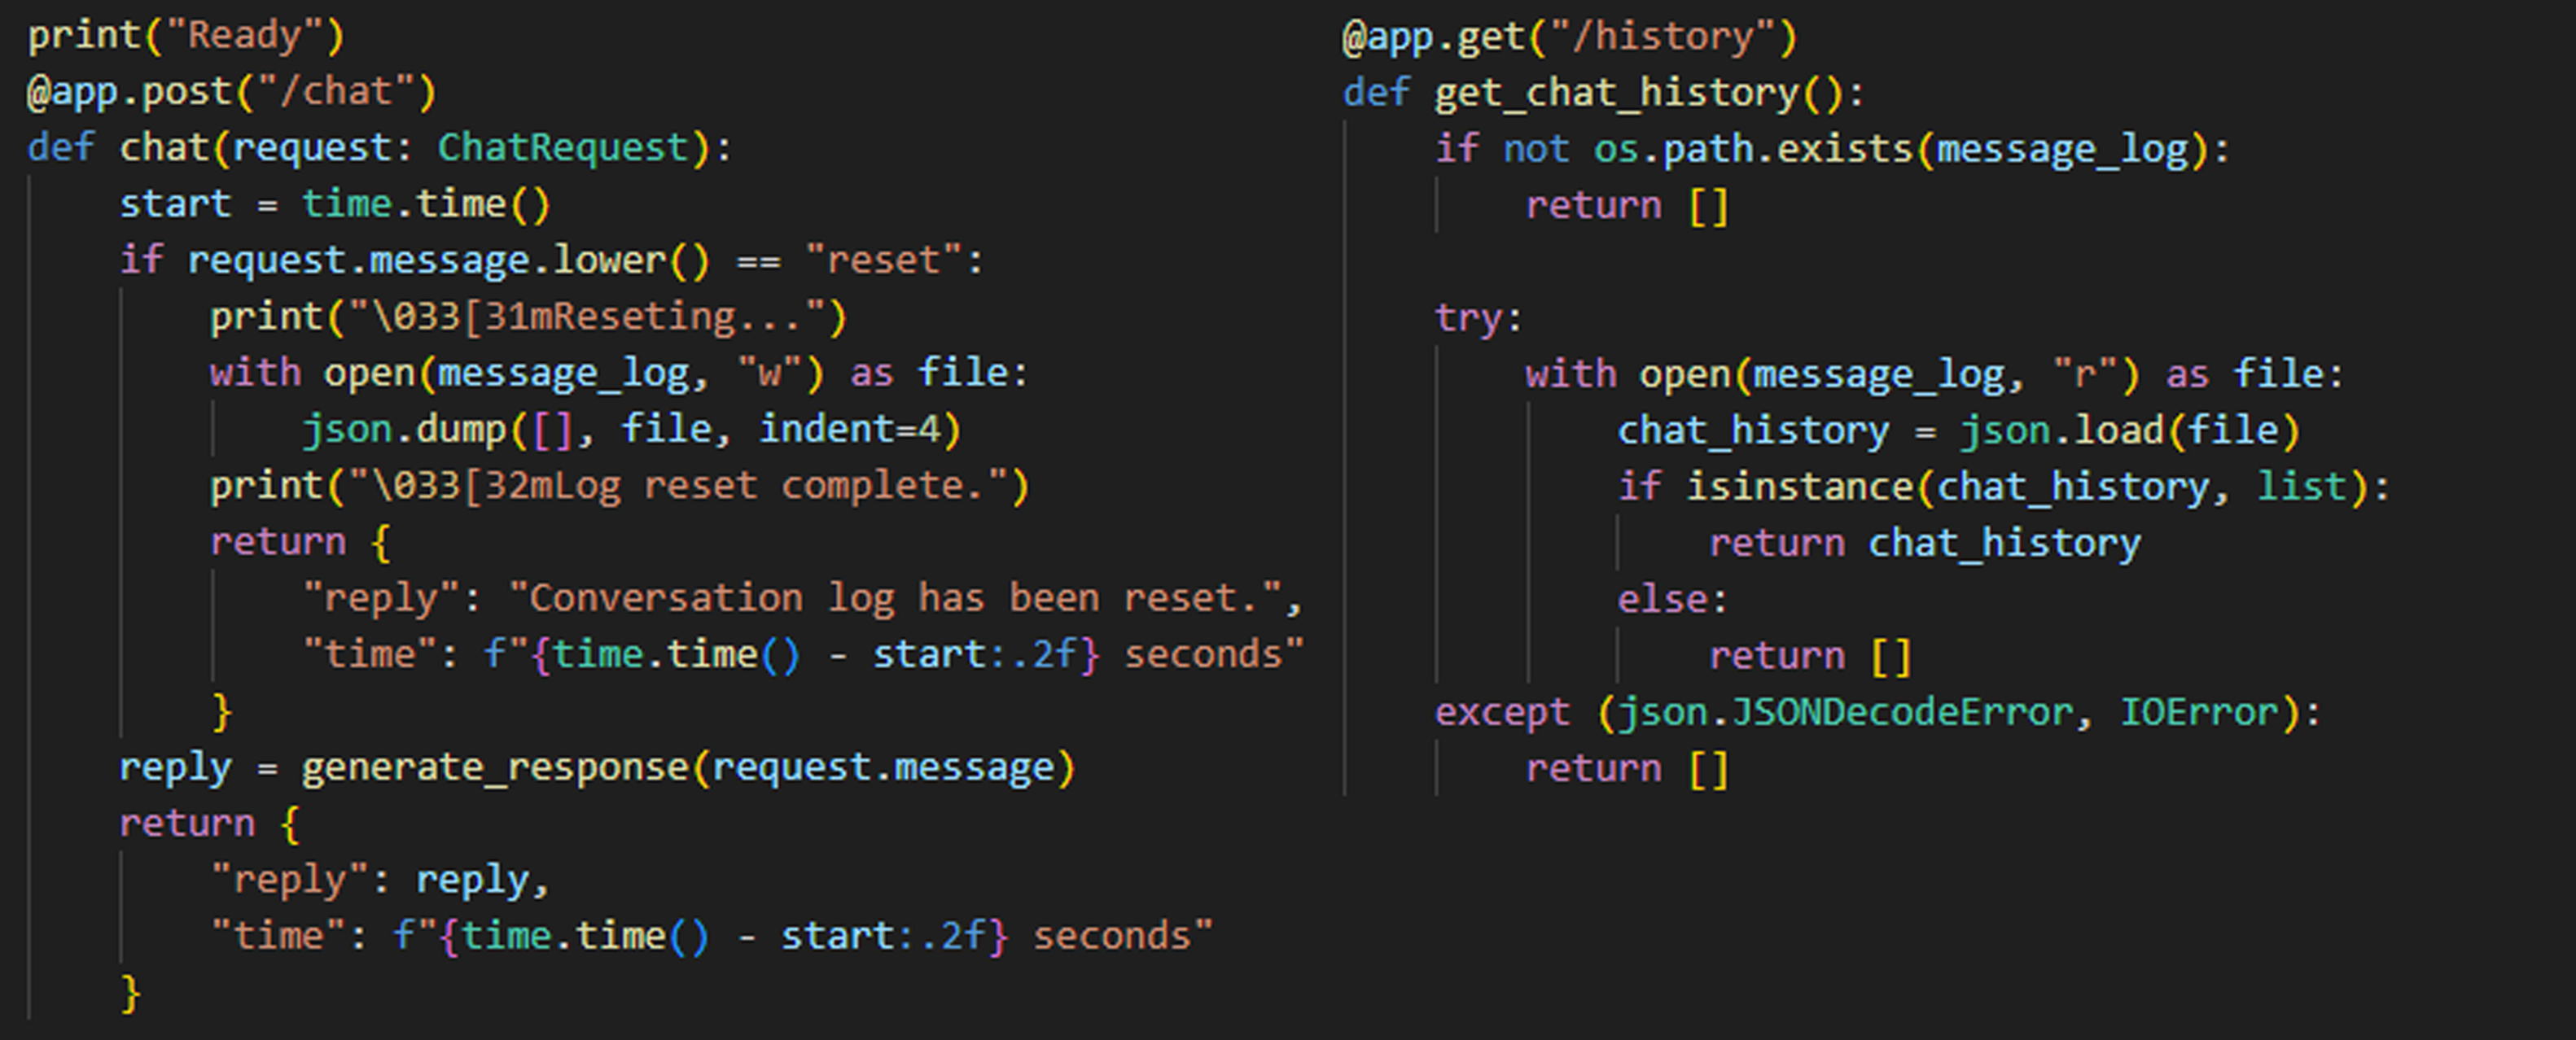 print("Ready")
@app.post("/chat")
def chat(request: ChatRequest):
    start = time.time()
    if request.message.lower() == "reset":
        print("\033[31mReseting...")
        with open(message_log, "w") as file:
            json.dump([], file, indent=4)
        print("\033[32mLog reset complete.")
        return {
            "reply": "Conversation log has been reset.",
            "time": f"{time.time() - start:.2f} seconds"
        }
    reply = generate_response(request.message)
    return {
        "reply": reply,
        "time": f"{time.time() - start:.2f} seconds"
    }
@app.get("/history")
def get_chat_history():
    if not os.path.exists(message_log):
        return []

    try:
        with open(message_log, "r") as file:
            chat_history = json.load(file)
            if isinstance(chat_history, list):
                return chat_history
            else:
                return []
    except (json.JSONDecodeError, IOError):
        return []